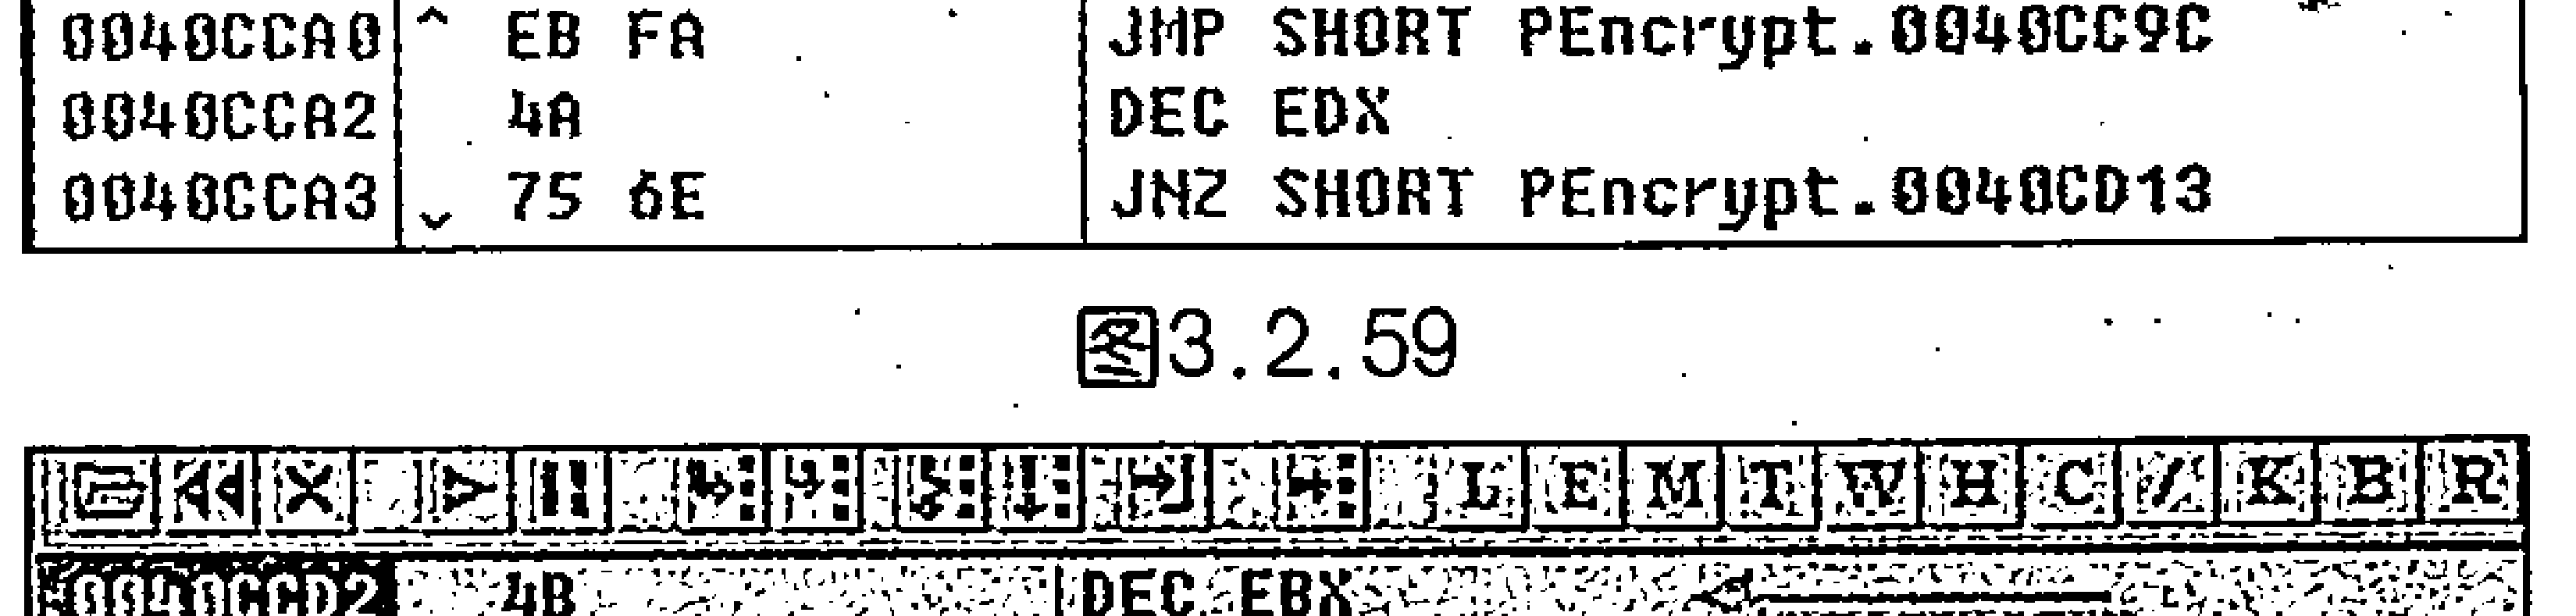 0040CCA0 ^ EB FA JMP SHORT PEncrypt.0040CC9C
0040CCA2 4A DEC EDX
0040CCA3 ⌄ 75 6E JNZ SHORT PEncrypt.0040CD13
图3.2.59
L E M T W H C / K B R
0040CCD2 4B DEC EBX